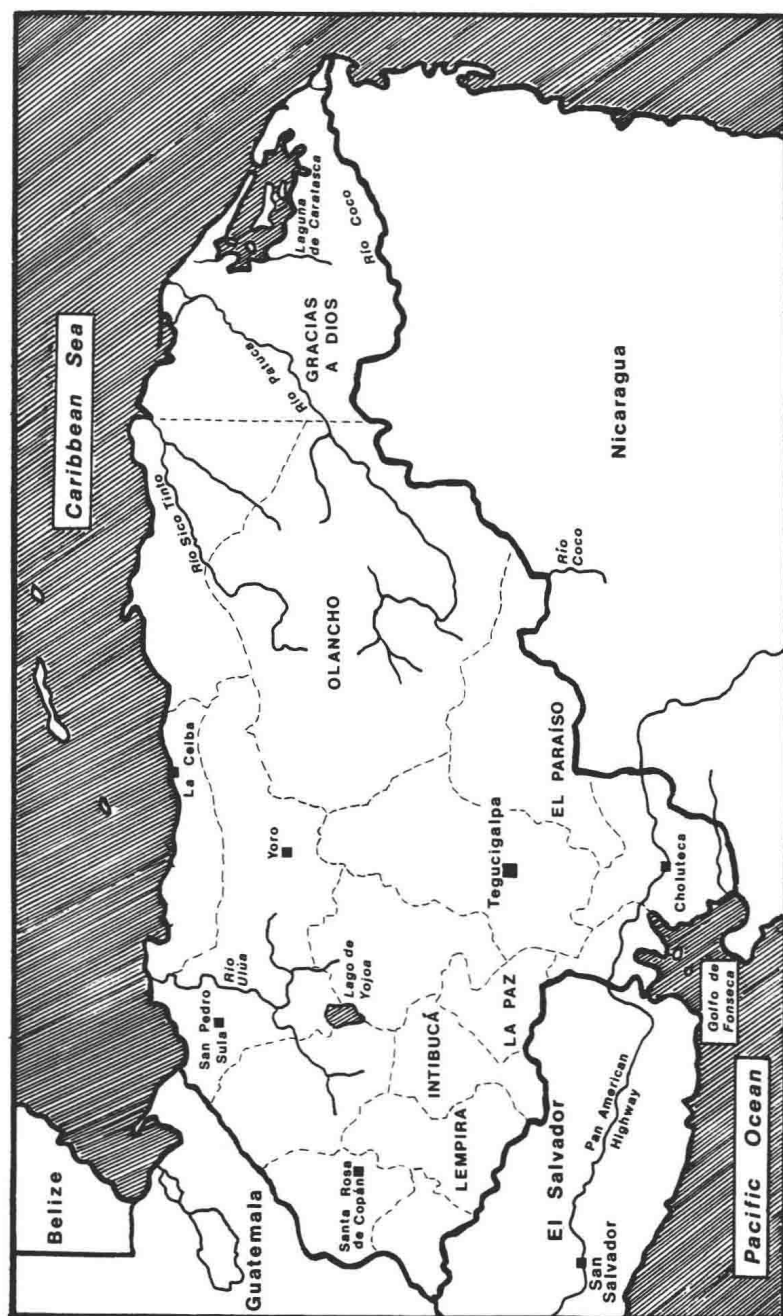 Belize
Caribbean Sea
Guatemala
San Pedro
Sula
Río
Ulúa
La Ceiba
Yoro
Río Sico Tinto
Río Patuca
GRACIAS
A DIOS
Laguna
de Caratasca
Río Coco
Santa Rosa
de Copán
Lago de
Yojoa
OLANCHO
LEMPIRA
INTIBUCÁ
LA PAZ
Tegucigalpa
EL PARAÍSO
Río
Coco
Nicaragua
El Salvador
Pan American
Highway
San
Salvador
Choluteca
Golfo de
Fonseca
Pacific Ocean